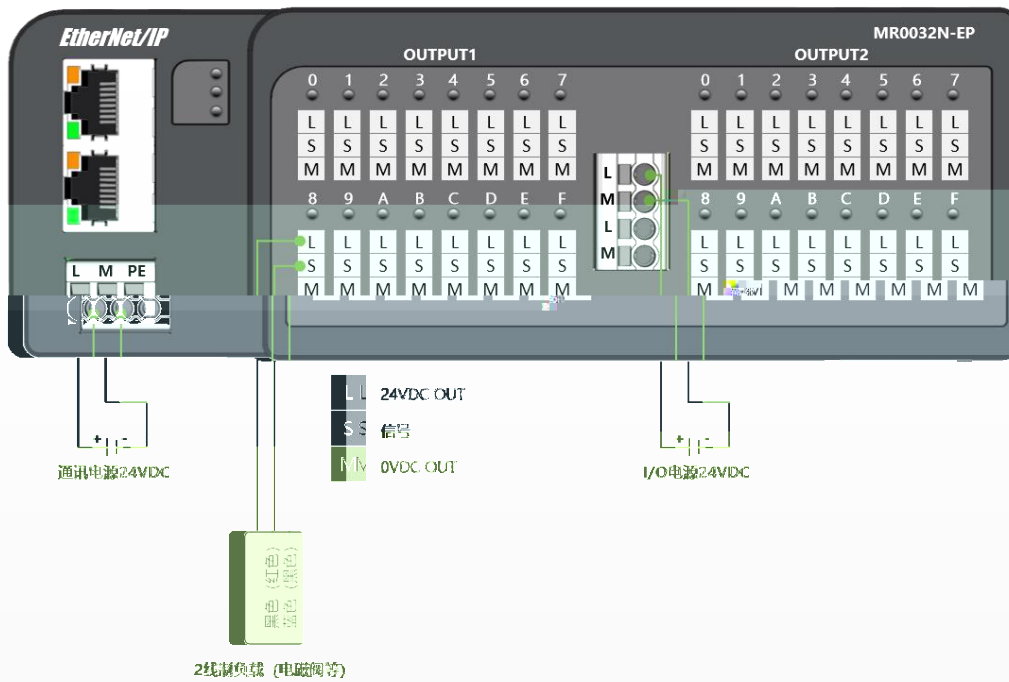 EtherNet/IP
MR0032N-EP
OUTPUT1
OUTPUT2
0 1 2 3 4 5 6 7
0 1 2 3 4 5 6 7
L L L L L L L L
L L L L L L L L
S S S S S S S S
S S S S S S S S
M M M M M M M M
M M M M M M M M
L
M
L
M
8 9 A B C D E F
8 9 A B C D E F
L L L L L L L L
L L L L L L L L
S S S S S S S S
S S S S S S S S
M M M M M M M M
M M M M M M M M
L M PE
L 24VDC OUT
S 信号
M 0VDC OUT
+ -
通讯电源24VDC
+ -
I/O电源24VDC
2线制负载 (电磁阀等)